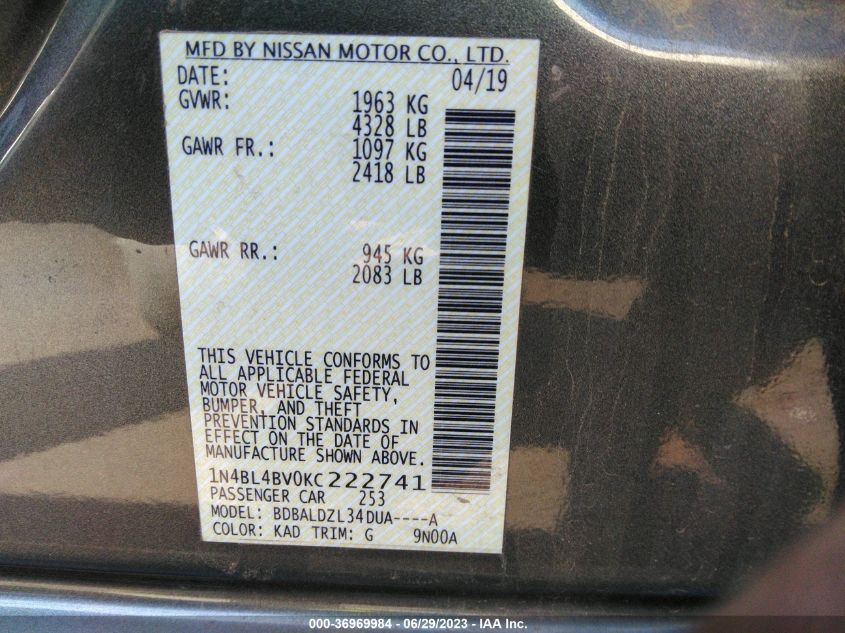 MFD BY NISSAN MOTOR CO., LTD.
DATE: 04/19
GVWR: 1963 KG
4328 LB
GAWR FR.: 1097 KG
2418 LB
GAWR RR.: 945 KG
2083 LB
THIS VEHICLE CONFORMS TO
ALL APPLICABLE FEDERAL
MOTOR VEHICLE SAFETY,
BUMPER, AND THEFT
PREVENTION STANDARDS IN
EFFECT ON THE DATE OF
MANUFACTURE SHOWN ABOVE.
1N4BL4BV0KC222741
PASSENGER CAR 253
MODEL: BDBALDZL34DUA----A
COLOR: KAD TRIM: G 9N00A
000-36969984 - 06/29/2023 - IAA Inc.